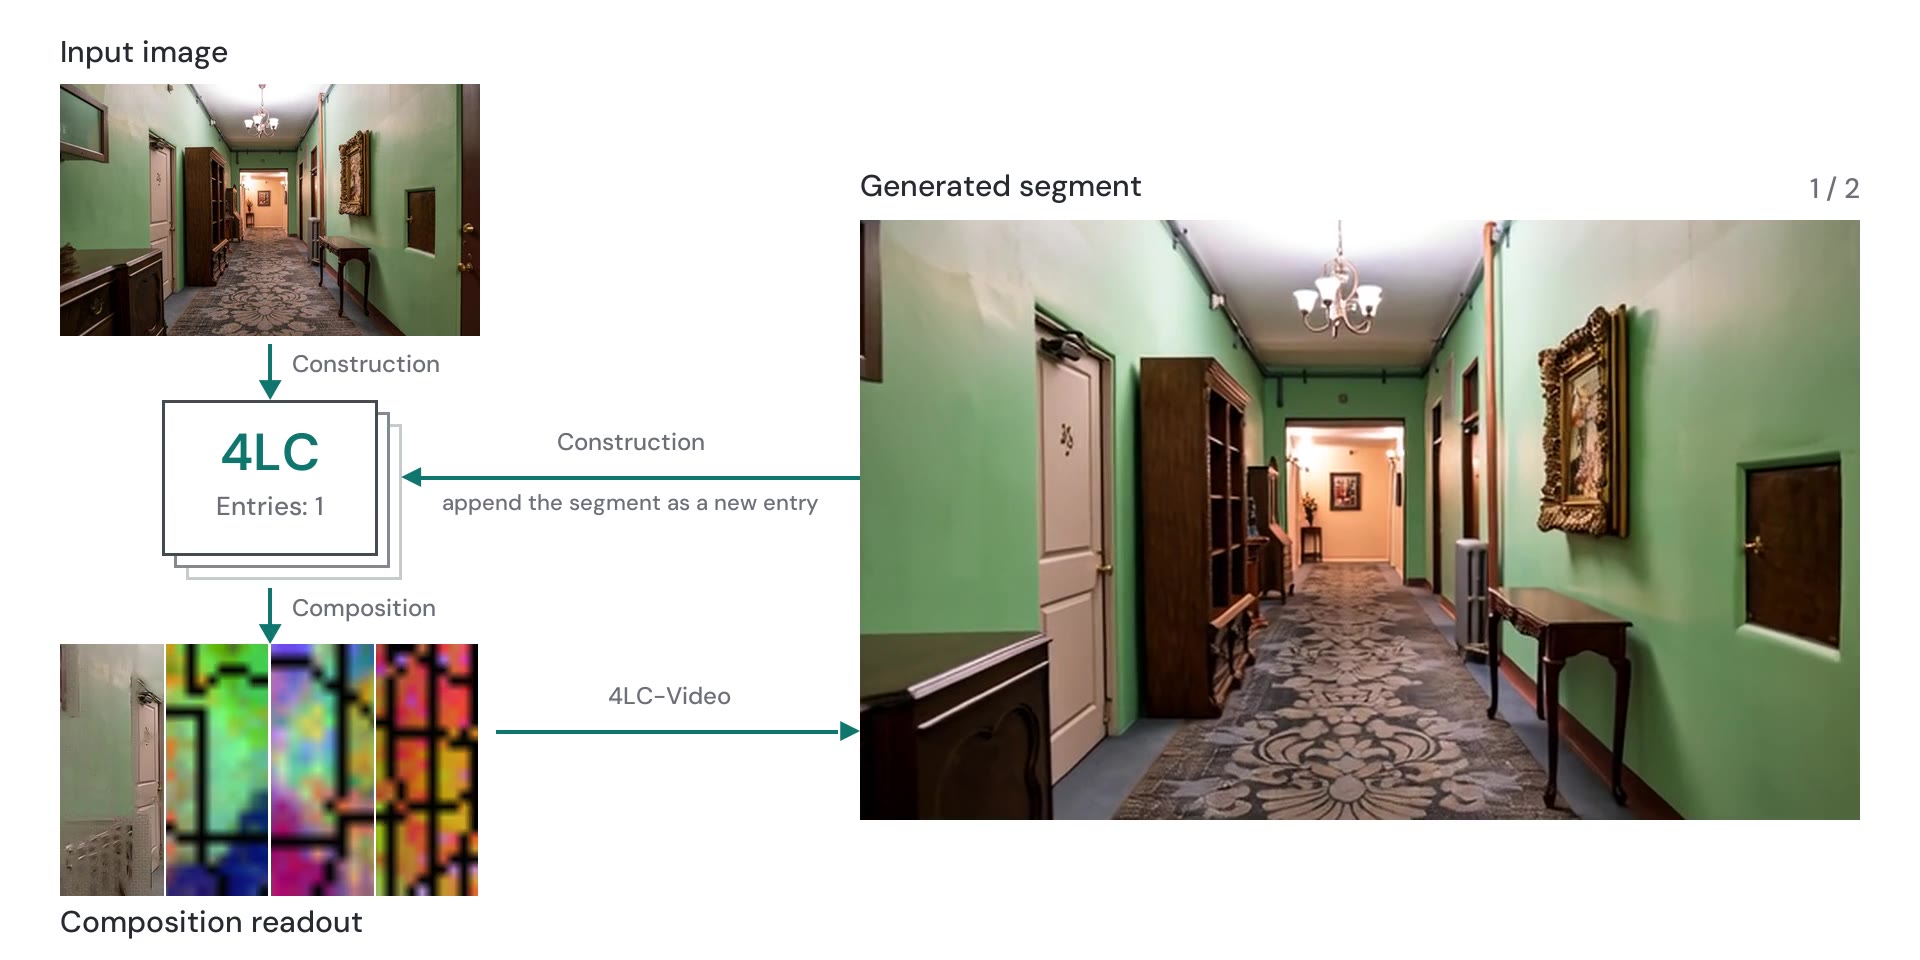 Input image
Construction
4LC
Entries: 1
Construction
append the segment as a new entry
Composition
4LC-Video
Composition readout
Generated segment
1 / 2